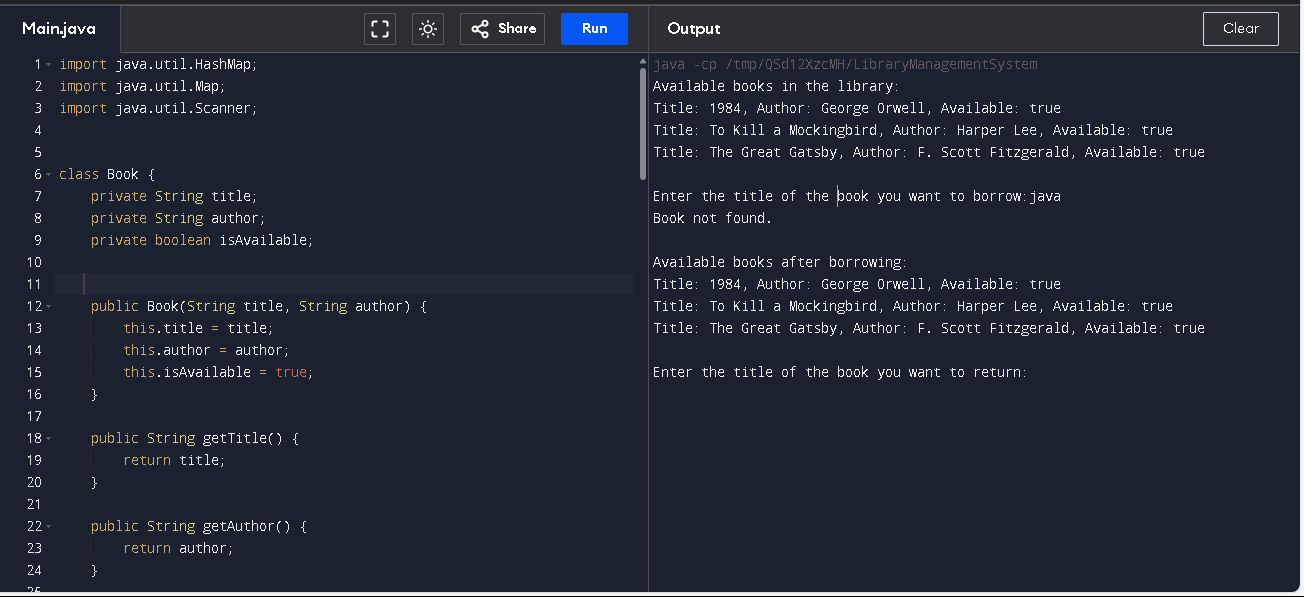 Main.java
Share
Run
Output
Clear
1 import java.util.HashMap;
2 import java.util.Map;
3 import java.util.Scanner;
4
5
6 class Book {
7     private String title;
8     private String author;
9     private boolean isAvailable;
10
11
12     public Book(String title, String author) {
13         this.title = title;
14         this.author = author;
15         this.isAvailable = true;
16     }
17
18     public String getTitle() {
19         return title;
20     }
21
22     public String getAuthor() {
23         return author;
24     }
25
java -cp /tmp/QSd12XzcMH/LibraryManagementSystem
Available books in the library:
Title: 1984, Author: George Orwell, Available: true
Title: To Kill a Mockingbird, Author: Harper Lee, Available: true
Title: The Great Gatsby, Author: F. Scott Fitzgerald, Available: true
Enter the title of the book you want to borrow:java
Book not found.
Available books after borrowing:
Title: 1984, Author: George Orwell, Available: true
Title: To Kill a Mockingbird, Author: Harper Lee, Available: true
Title: The Great Gatsby, Author: F. Scott Fitzgerald, Available: true
Enter the title of the book you want to return: